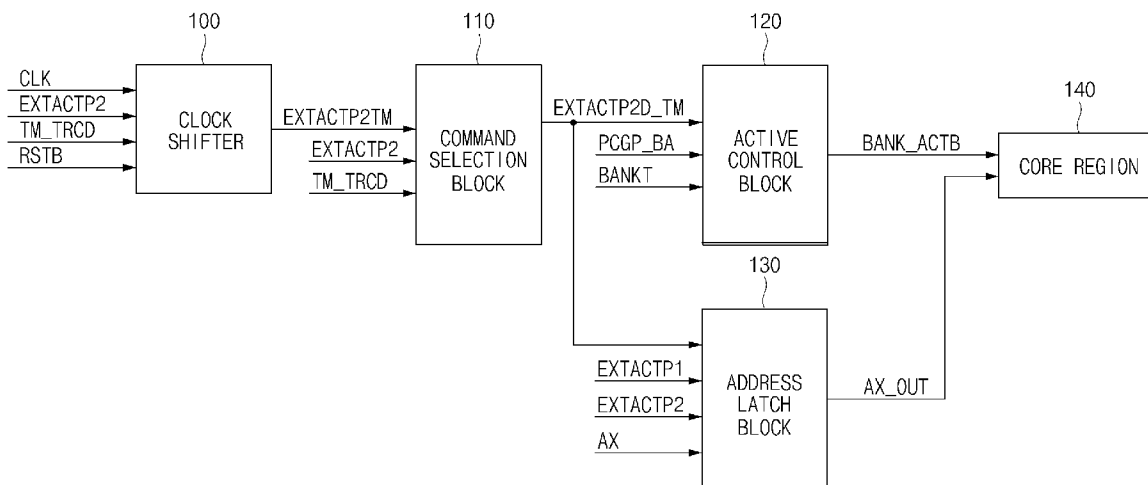 100
110
120
140
CLK
EXTACTP2
TM_TRCD
RSTB
CLOCK
SHIFTER
EXTACTP2TM
EXTACTP2
TM_TRCD
COMMAND
SELECTION
BLOCK
EXTACTP2D_TM
PCGP_BA
BANKT
ACTIVE
CONTROL
BLOCK
BANK_ACTB
CORE REGION
130
EXTACTP1
EXTACTP2
AX
ADDRESS
LATCH
BLOCK
AX_OUT